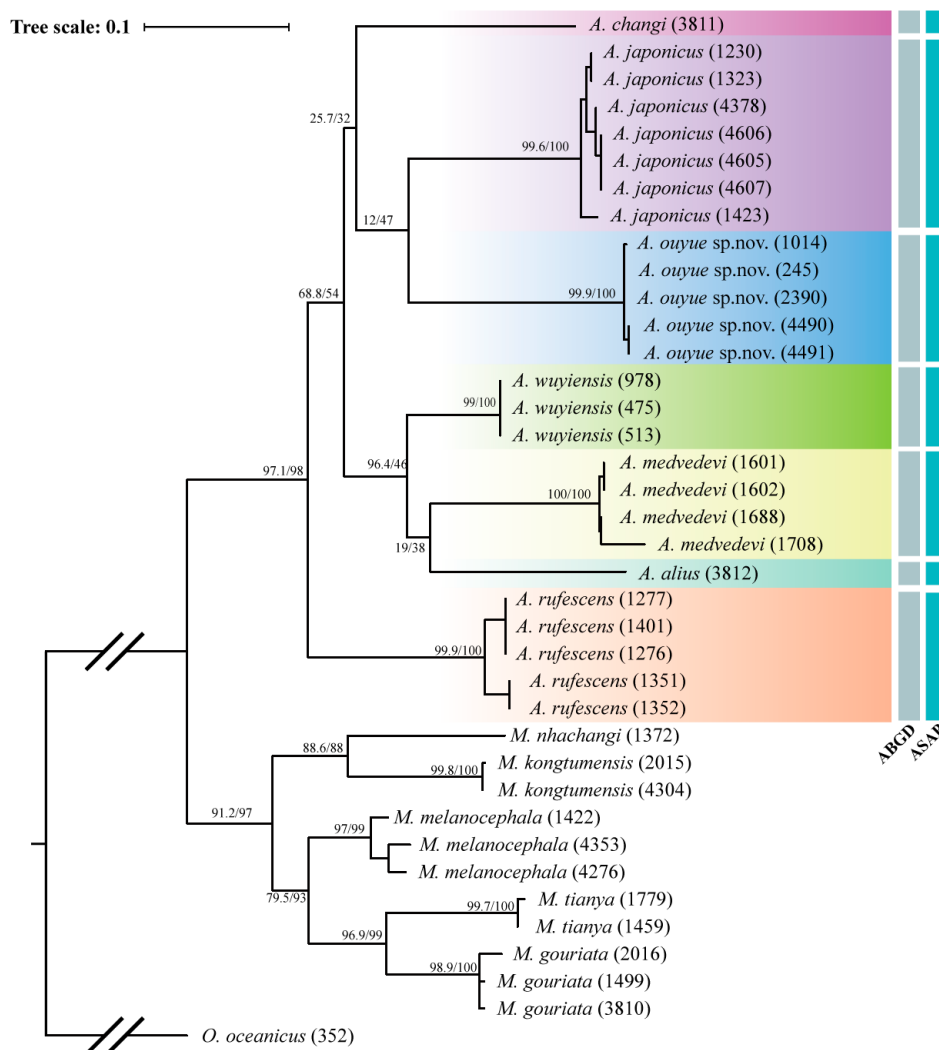 Tree scale: 0.1
A. changi (3811)
A. japonicus (1230)
A. japonicus (1323)
A. japonicus (4378)
25.7/32
A. japonicus (4606)
99.6/100
A. japonicus (4605)
A. japonicus (4607)
A. japonicus (1423)
12/47
A. ouyue sp.nov. (1014)
A. ouyue sp.nov. (245)
68.8/54
99.9/100
A. ouyue sp.nov. (2390)
A. ouyue sp.nov. (4490)
A. ouyue sp.nov. (4491)
A. wuyiensis (978)
99/100
A. wuyiensis (475)
A. wuyiensis (513)
96.4/46
A. medvedevi (1601)
97.1/98
A. medvedevi (1602)
100/100
A. medvedevi (1688)
A. medvedevi (1708)
19/38
A. alius (3812)
A. rufescens (1277)
A. rufescens (1401)
99.9/100
A. rufescens (1276)
A. rufescens (1351)
A. rufescens (1352)
ABGD
ASAP
M. nhachangi (1372)
88.6/88
M. kongtumensis (2015)
99.8/100
M. kongtumensis (4304)
91.2/97
M. melanocephala (1422)
97/99
M. melanocephala (4353)
M. melanocephala (4276)
79.5/93
M. tianya (1779)
99.7/100
M. tianya (1459)
96.9/99
M. gouriata (2016)
98.9/100
M. gouriata (1499)
M. gouriata (3810)
O. oceanicus (352)